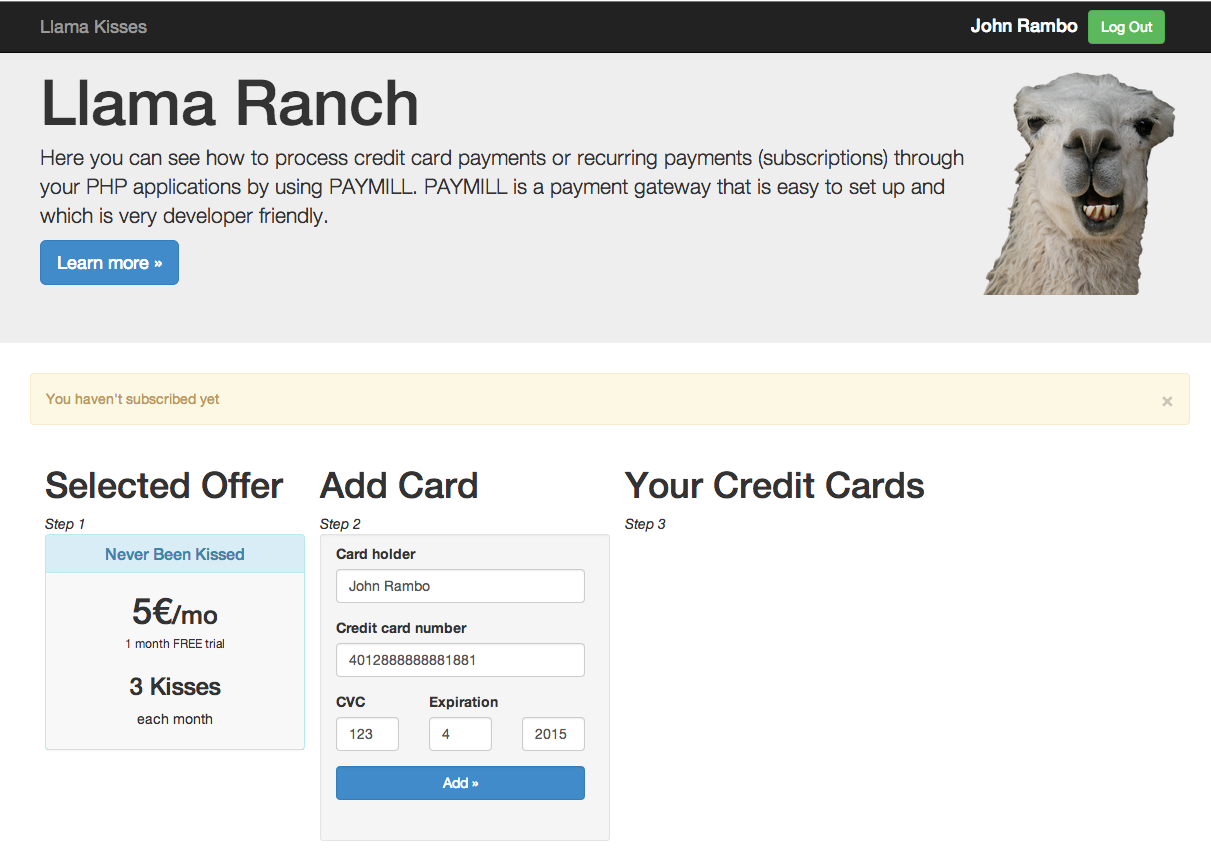 Llama Kisses
John Rambo
Log Out
Llama Ranch
Here you can see how to process credit card payments or recurring payments (subscriptions) through
your PHP applications by using PAYMILL. PAYMILL is a payment gateway that is easy to set up and
which is very developer friendly.
Learn more »
You haven't subscribed yet
×
Selected Offer
Step 1
Never Been Kissed
5€/mo
1 month FREE trial
3 Kisses
each month
Add Card
Step 2
Card holder
John Rambo
Credit card number
4012888888881881
CVC
Expiration
123
4
2015
Add »
Your Credit Cards
Step 3